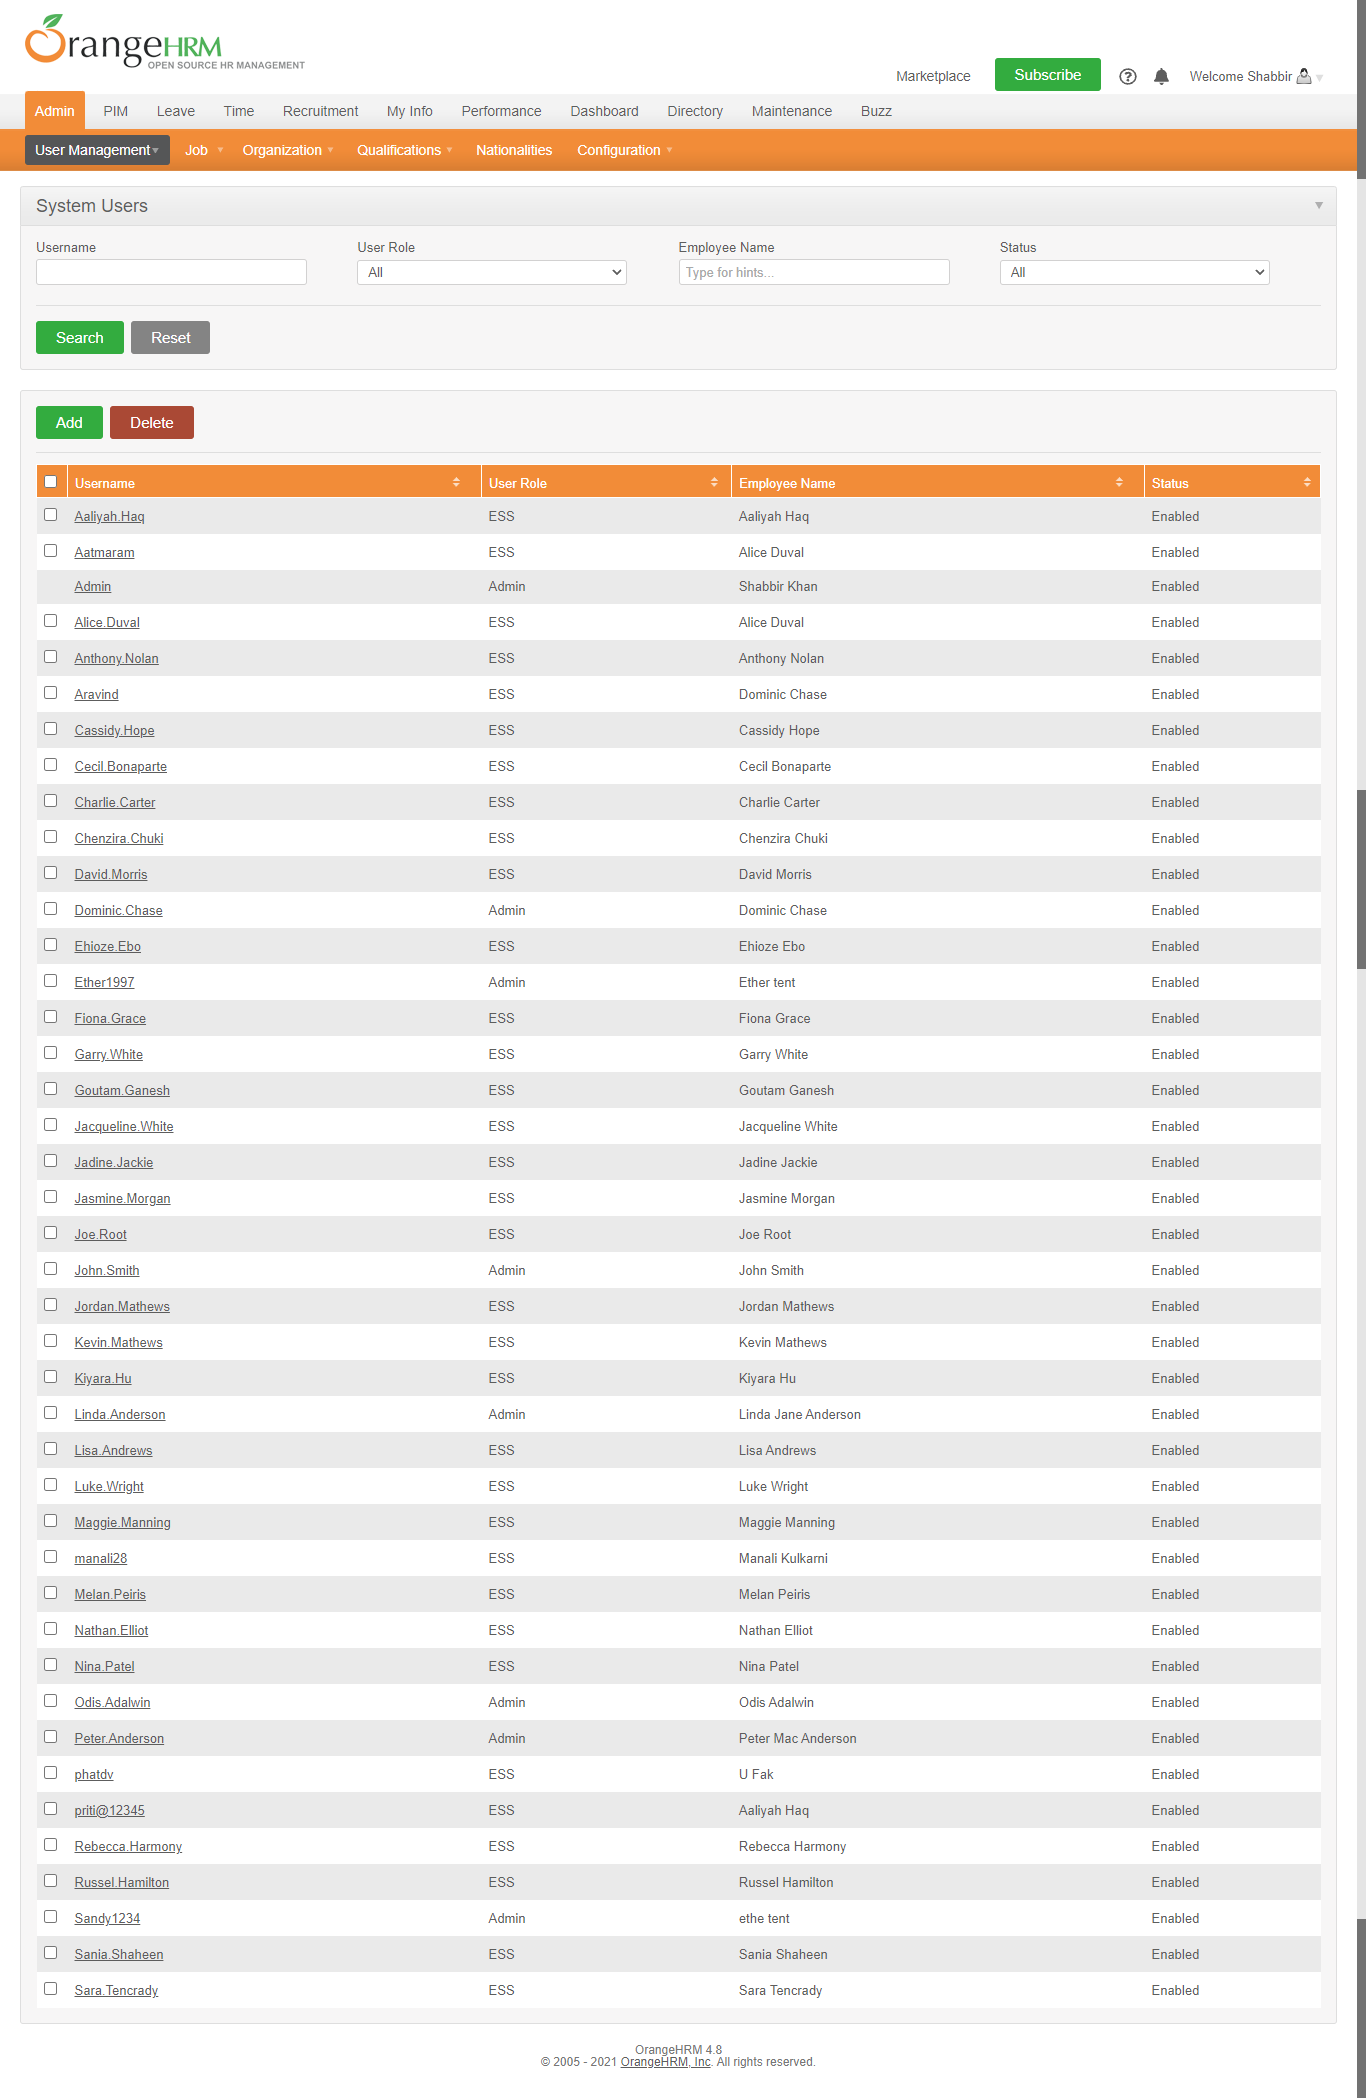 OrangeHRM
OPEN SOURCE HR MANAGEMENT
Marketplace Subscribe Welcome Shabbir
Admin PIM Leave Time Recruitment My Info Performance Dashboard Directory Maintenance Buzz
User Management Job Organization Qualifications Nationalities Configuration
System Users
Username User Role Employee Name Status
All Type for hints... All
Search Reset
Add Delete
Username User Role Employee Name Status
Aaliyah.Haq ESS Aaliyah Haq Enabled
Aatmaram ESS Alice Duval Enabled
Admin Admin Shabbir Khan Enabled
Alice.Duval ESS Alice Duval Enabled
Anthony.Nolan ESS Anthony Nolan Enabled
Aravind ESS Dominic Chase Enabled
Cassidy.Hope ESS Cassidy Hope Enabled
Cecil.Bonaparte ESS Cecil Bonaparte Enabled
Charlie.Carter ESS Charlie Carter Enabled
Chenzira.Chuki ESS Chenzira Chuki Enabled
David.Morris ESS David Morris Enabled
Dominic.Chase Admin Dominic Chase Enabled
Ehioze.Ebo ESS Ehioze Ebo Enabled
Ether1997 Admin Ether tent Enabled
Fiona.Grace ESS Fiona Grace Enabled
Garry.White ESS Garry White Enabled
Goutam.Ganesh ESS Goutam Ganesh Enabled
Jacqueline.White ESS Jacqueline White Enabled
Jadine.Jackie ESS Jadine Jackie Enabled
Jasmine.Morgan ESS Jasmine Morgan Enabled
Joe.Root ESS Joe Root Enabled
John.Smith Admin John Smith Enabled
Jordan.Mathews ESS Jordan Mathews Enabled
Kevin.Mathews ESS Kevin Mathews Enabled
Kiyara.Hu ESS Kiyara Hu Enabled
Linda.Anderson Admin Linda Jane Anderson Enabled
Lisa.Andrews ESS Lisa Andrews Enabled
Luke.Wright ESS Luke Wright Enabled
Maggie.Manning ESS Maggie Manning Enabled
manali28 ESS Manali Kulkarni Enabled
Melan.Peiris ESS Melan Peiris Enabled
Nathan.Elliot ESS Nathan Elliot Enabled
Nina.Patel ESS Nina Patel Enabled
Odis.Adalwin Admin Odis Adalwin Enabled
Peter.Anderson Admin Peter Mac Anderson Enabled
phatdv ESS U Fak Enabled
priti@12345 ESS Aaliyah Haq Enabled
Rebecca.Harmony ESS Rebecca Harmony Enabled
Russel.Hamilton ESS Russel Hamilton Enabled
Sandy1234 Admin ethe tent Enabled
Sania.Shaheen ESS Sania Shaheen Enabled
Sara.Tencrady ESS Sara Tencrady Enabled
OrangeHRM 4.8
© 2005 - 2021 OrangeHRM, Inc. All rights reserved.